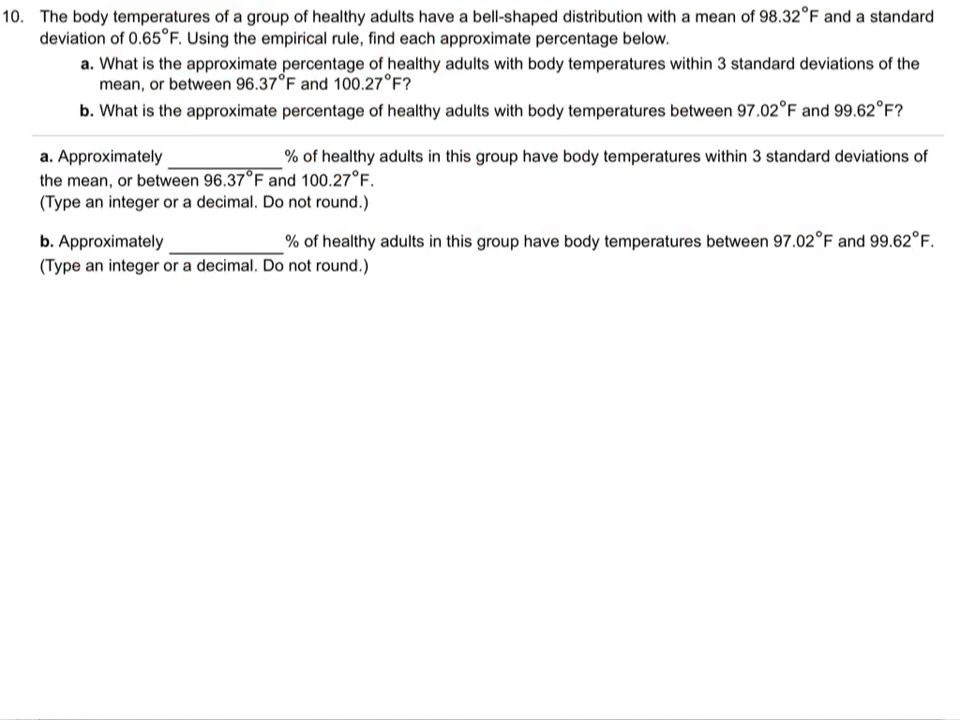 10. The body temperatures of a group of healthy adults have a bell-shaped distribution with a mean of 98.32°F and a standard
deviation of 0.65°F. Using the empirical rule, find each approximate percentage below.
a. What is the approximate percentage of healthy adults with body temperatures within 3 standard deviations of the
mean, or between 96.37°F and 100.27°F?
b. What is the approximate percentage of healthy adults with body temperatures between 97.02°F and 99.62°F?
a. Approximately ____________ % of healthy adults in this group have body temperatures within 3 standard deviations of
the mean, or between 96.37°F and 100.27°F.
(Type an integer or a decimal. Do not round.)
b. Approximately ____________ % of healthy adults in this group have body temperatures between 97.02°F and 99.62°F.
(Type an integer or a decimal. Do not round.)